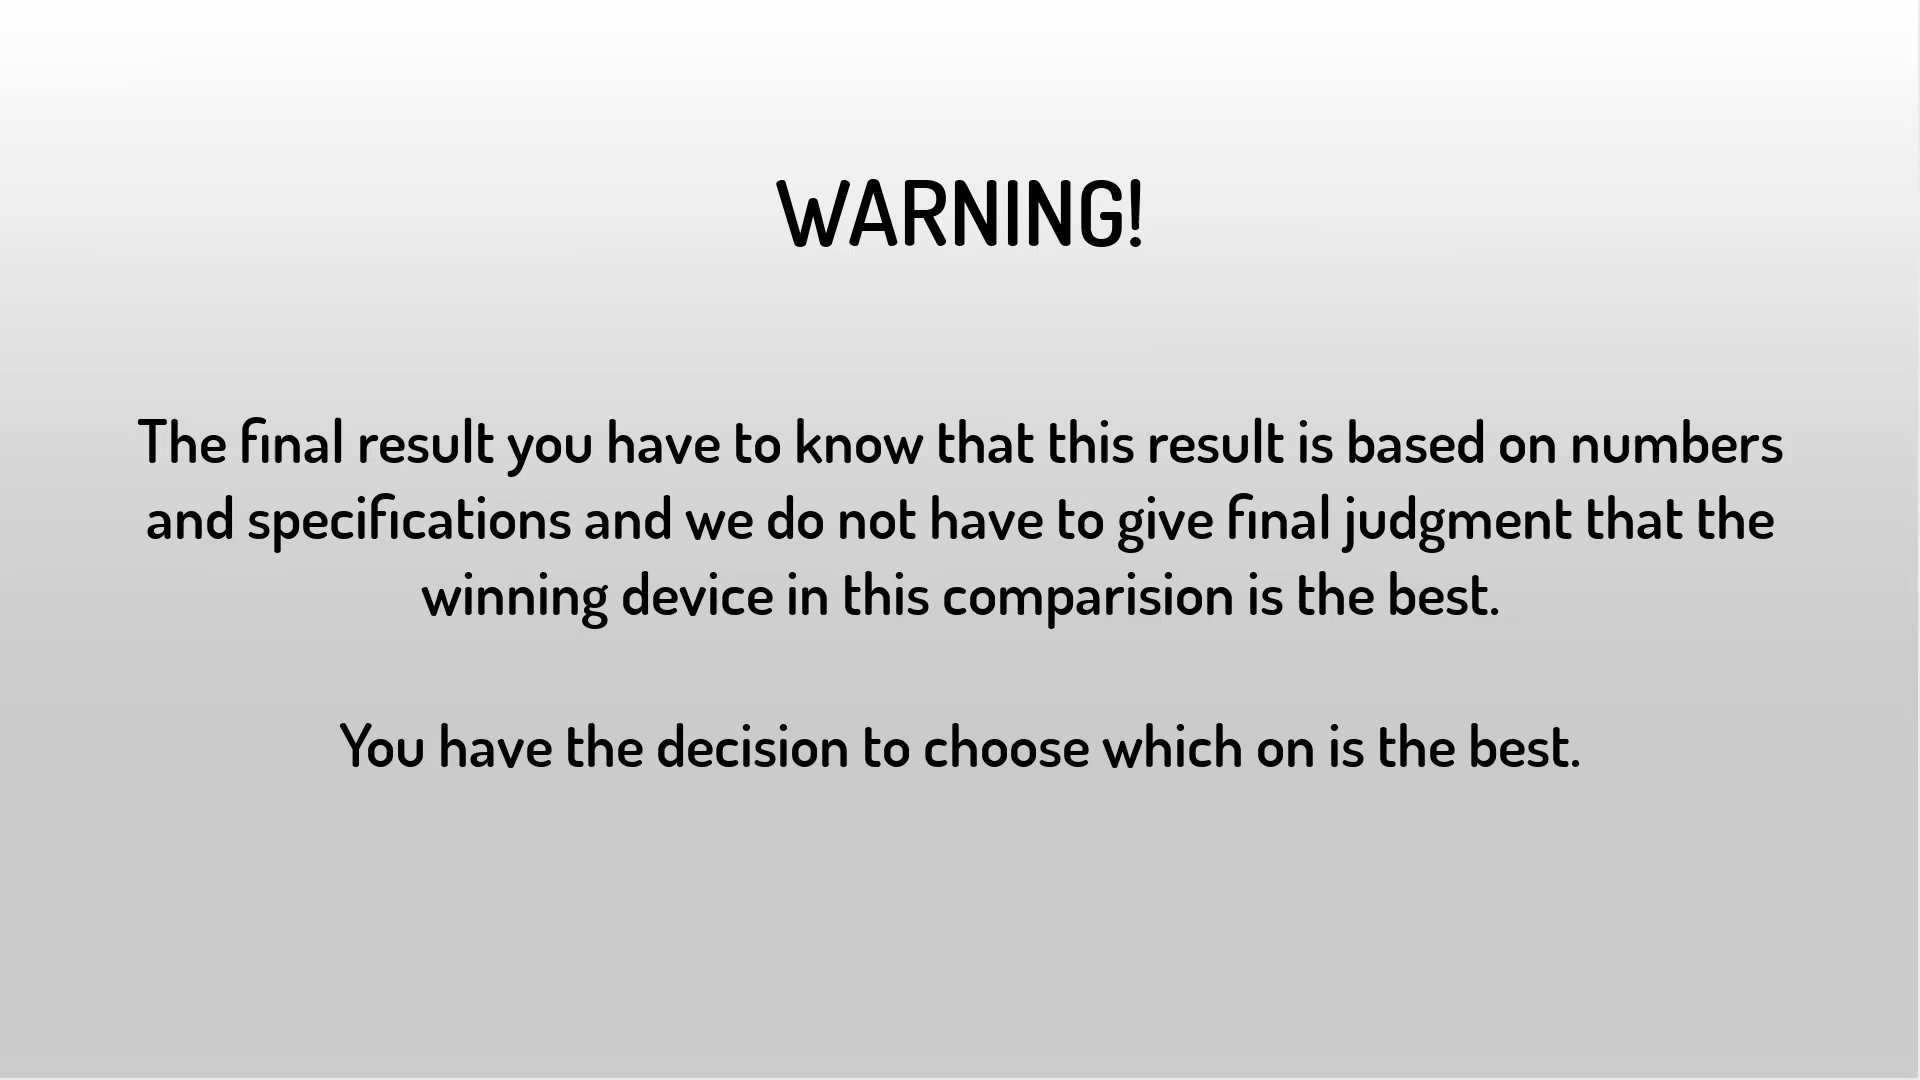 WARNING!
The final result you have to know that this result is based on numbers
and specifications and we do not have to give final judgment that the
winning device in this comparision is the best.
You have the decision to choose which on is the best.